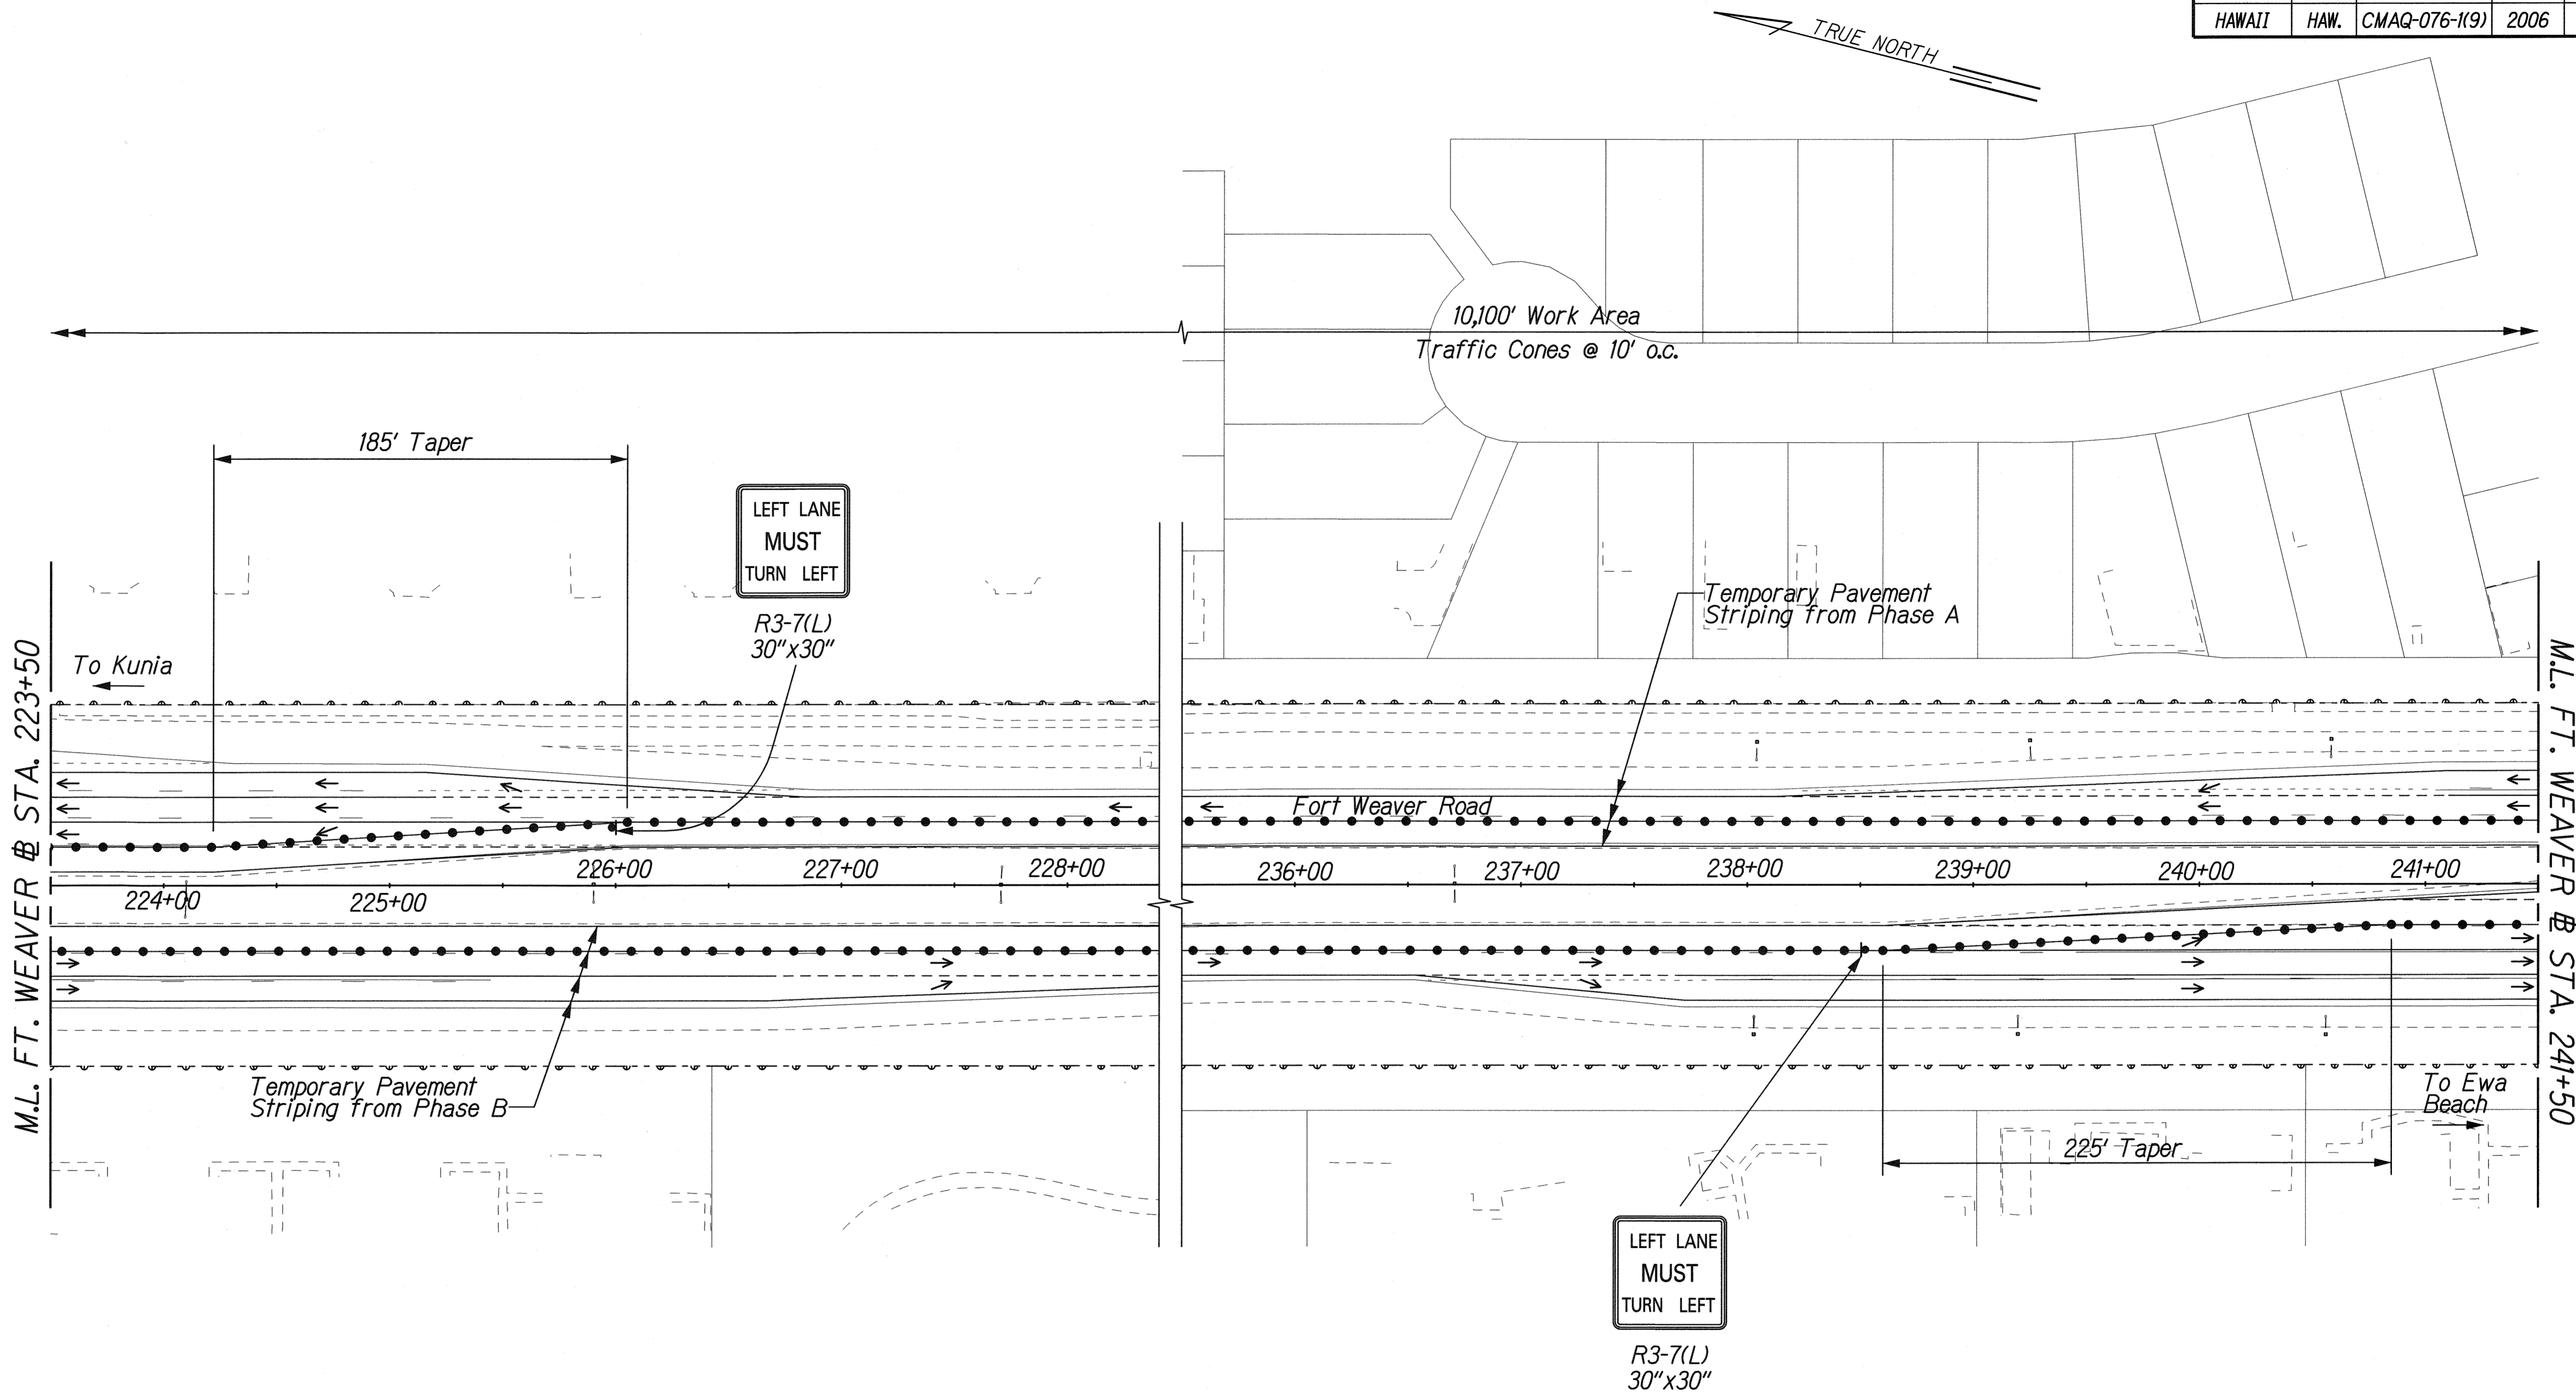 HAWAII HAW. CMAQ-076-1(9) 2006
TRUE NORTH
10,100' Work Area
Traffic Cones @ 10' o.c.
185' Taper
LEFT LANE
MUST
TURN LEFT
R3-7(L)
30"x30"
Temporary Pavement
Striping from Phase A
To Kunia
M.L. FT. WEAVER ℄ STA. 223+50
Fort Weaver Road
224+00
225+00
226+00
227+00
228+00
236+00
237+00
238+00
239+00
240+00
241+00
M.L. FT. WEAVER ℄ STA. 241+50
Temporary Pavement
Striping from Phase B
To Ewa
Beach
225' Taper
LEFT LANE
MUST
TURN LEFT
R3-7(L)
30"x30"